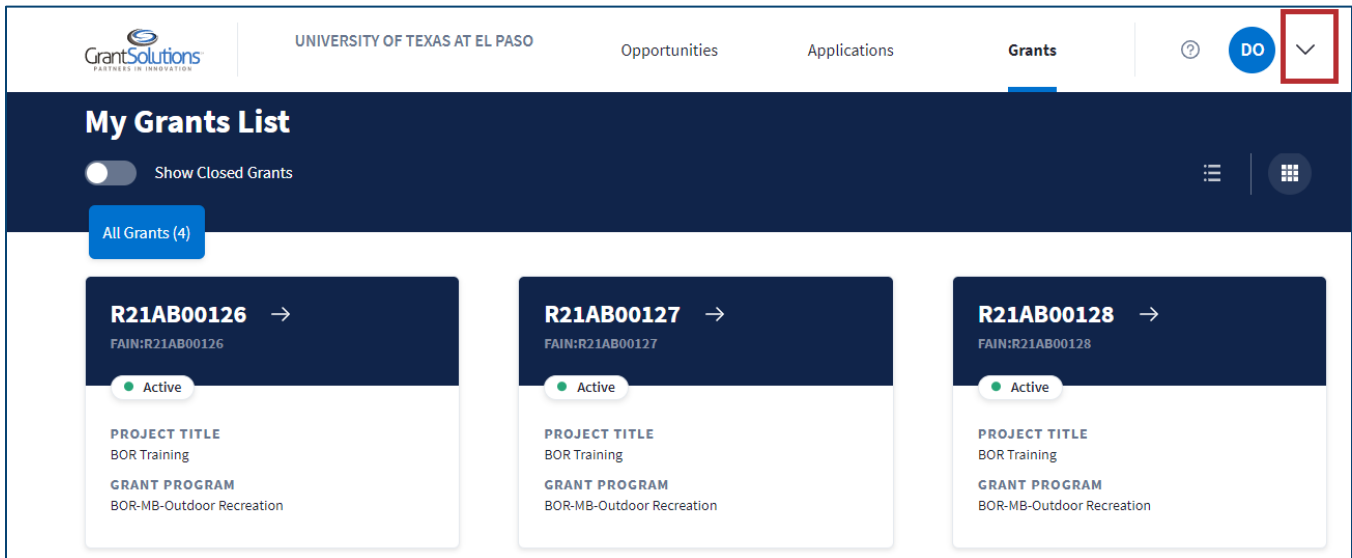 GrantSolutions
PARTNERS IN INNOVATION
UNIVERSITY OF TEXAS AT EL PASO
Opportunities
Applications
Grants
?
DO
My Grants List
Show Closed Grants
All Grants (4)
R21AB00126 →
FAIN:R21AB00126
Active
PROJECT TITLE
BOR Training
GRANT PROGRAM
BOR-MB-Outdoor Recreation
R21AB00127 →
FAIN:R21AB00127
Active
PROJECT TITLE
BOR Training
GRANT PROGRAM
BOR-MB-Outdoor Recreation
R21AB00128 →
FAIN:R21AB00128
Active
PROJECT TITLE
BOR Training
GRANT PROGRAM
BOR-MB-Outdoor Recreation